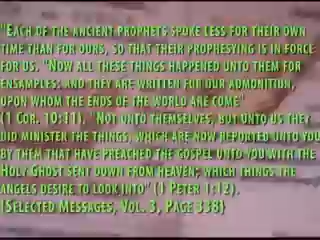 "EACH OF THE ANCIENT PROPHETS SPOKE LESS FOR THEIR OWN
TIME THAN FOR OURS, SO THAT THEIR PROPHESYING IS IN FORCE
FOR US. "NOW ALL THESE THINGS HAPPENED UNTO THEM FOR
ENSAMPLES: AND THEY ARE WRITTEN FOR OUR ADMONITION,
UPON WHOM THE ENDS OF THE WORLD ARE COME"
(1 COR. 10:11). "NOT UNTO THEMSELVES, BUT UNTO US THEY
DID MINISTER THE THINGS, WHICH ARE NOW REPORTED UNTO YOU
BY THEM THAT HAVE PREACHED THE GOSPEL UNTO YOU WITH THE
HOLY GHOST SENT DOWN FROM HEAVEN; WHICH THINGS THE
ANGELS DESIRE TO LOOK INTO" (1 PETER 1:12).
{SELECTED MESSAGES, VOL. 3, PAGE 338}